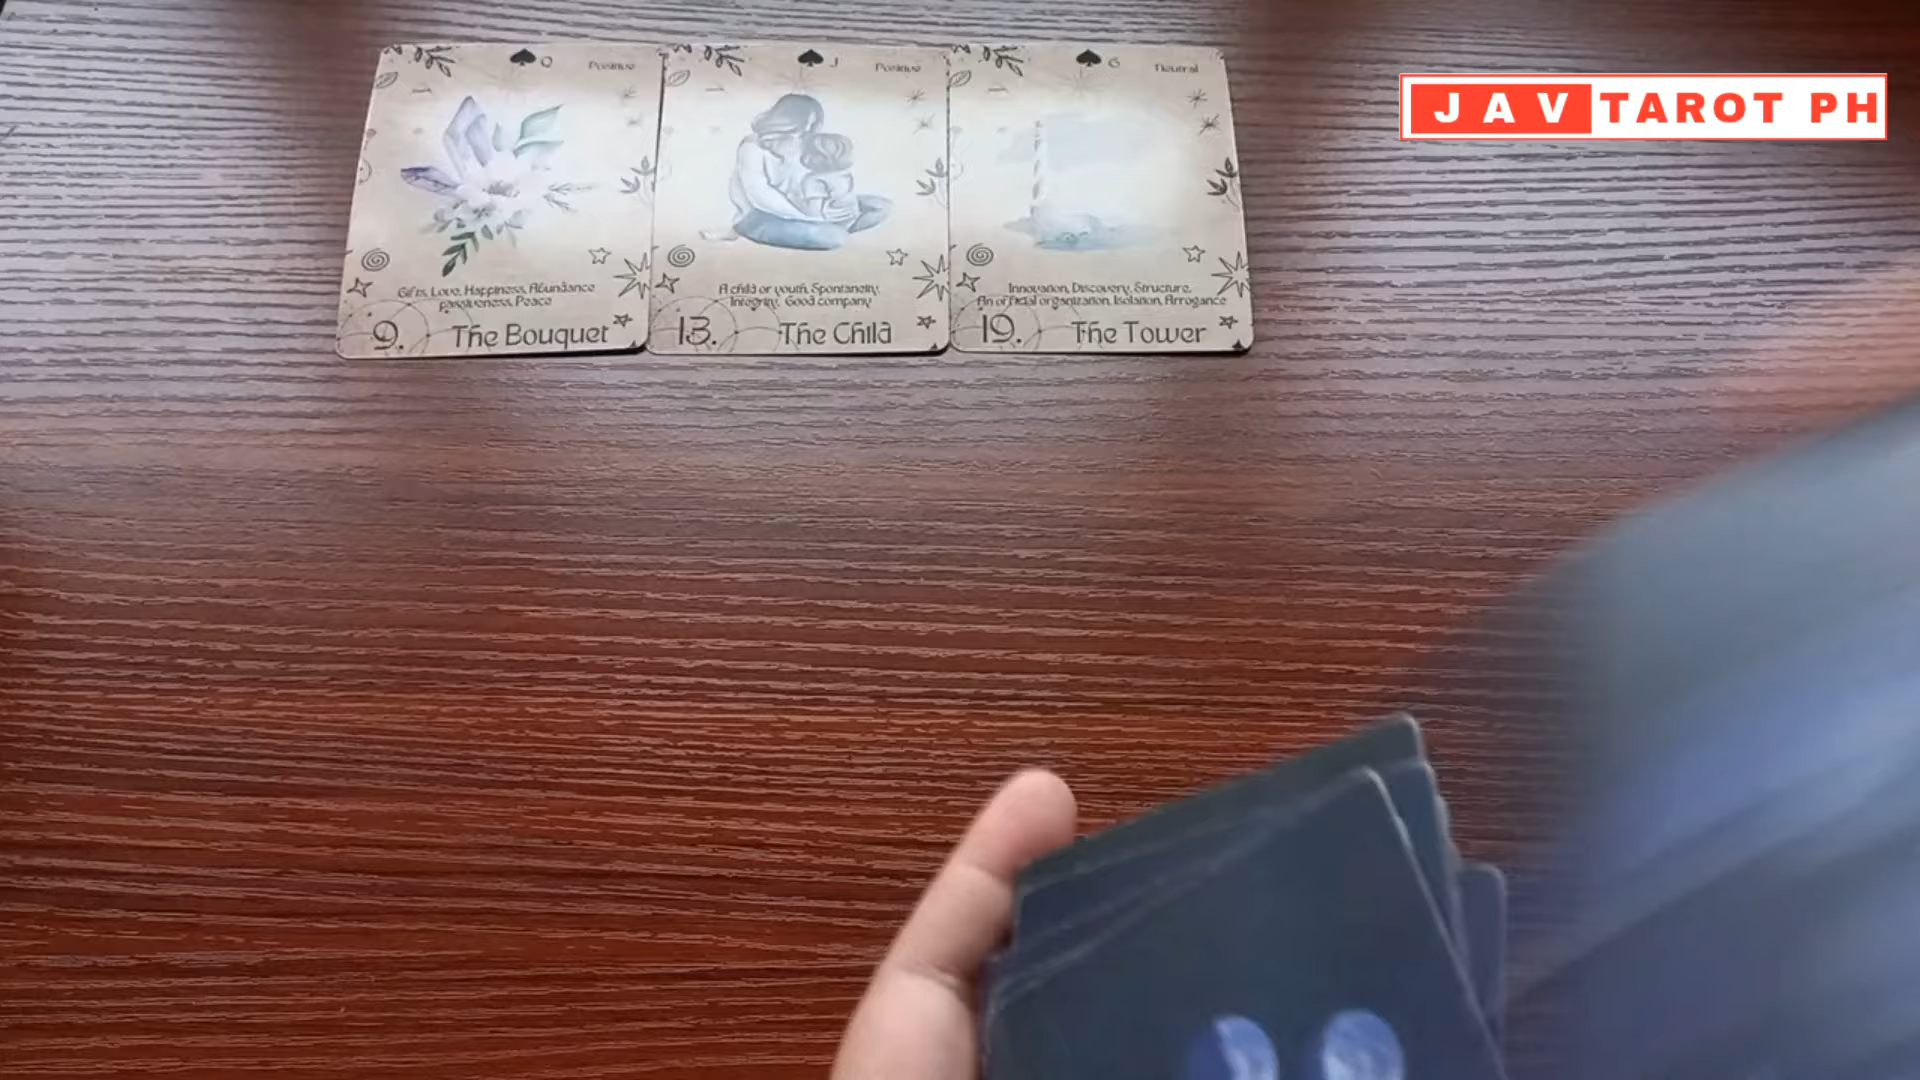 JAV TAROT PH
Q Positive
Gifts, Love, Happiness, Abundance
Forgiveness, Peace
9. The Bouquet
J Positive
A child or youth, Spontaneity,
Integrity, Good company
13. The Child
6 Neutral
Innovation, Discovery, Structure,
An official organization, Isolation, Arrogance
19. The Tower